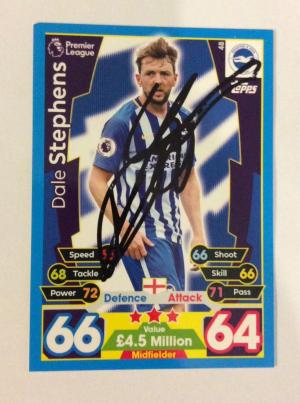 Premier
League
48
TOPPS
Dale Stephens
Speed
66 Shoot
68 Tackle
Skill 66
Power 72
71 Pass
Defence Attack
66
64
Value
£4.5 Million
Midfielder